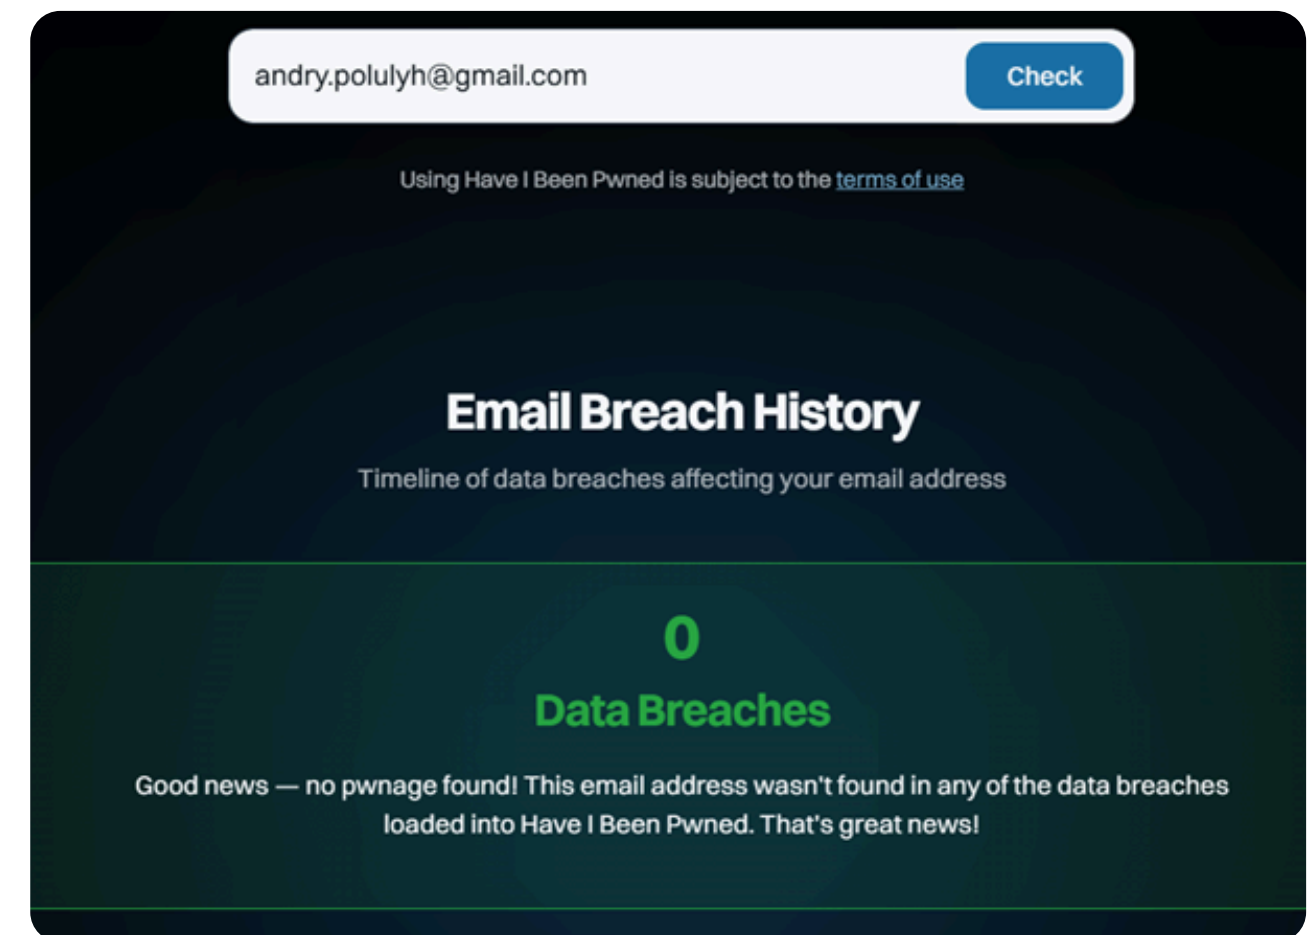 andry.polulyh@gmail.com
Check
Using Have I Been Pwned is subject to the terms of use
Email Breach History
Timeline of data breaches affecting your email address
0
Data Breaches
Good news — no pwnage found! This email address wasn't found in any of the data breaches
loaded into Have I Been Pwned. That's great news!